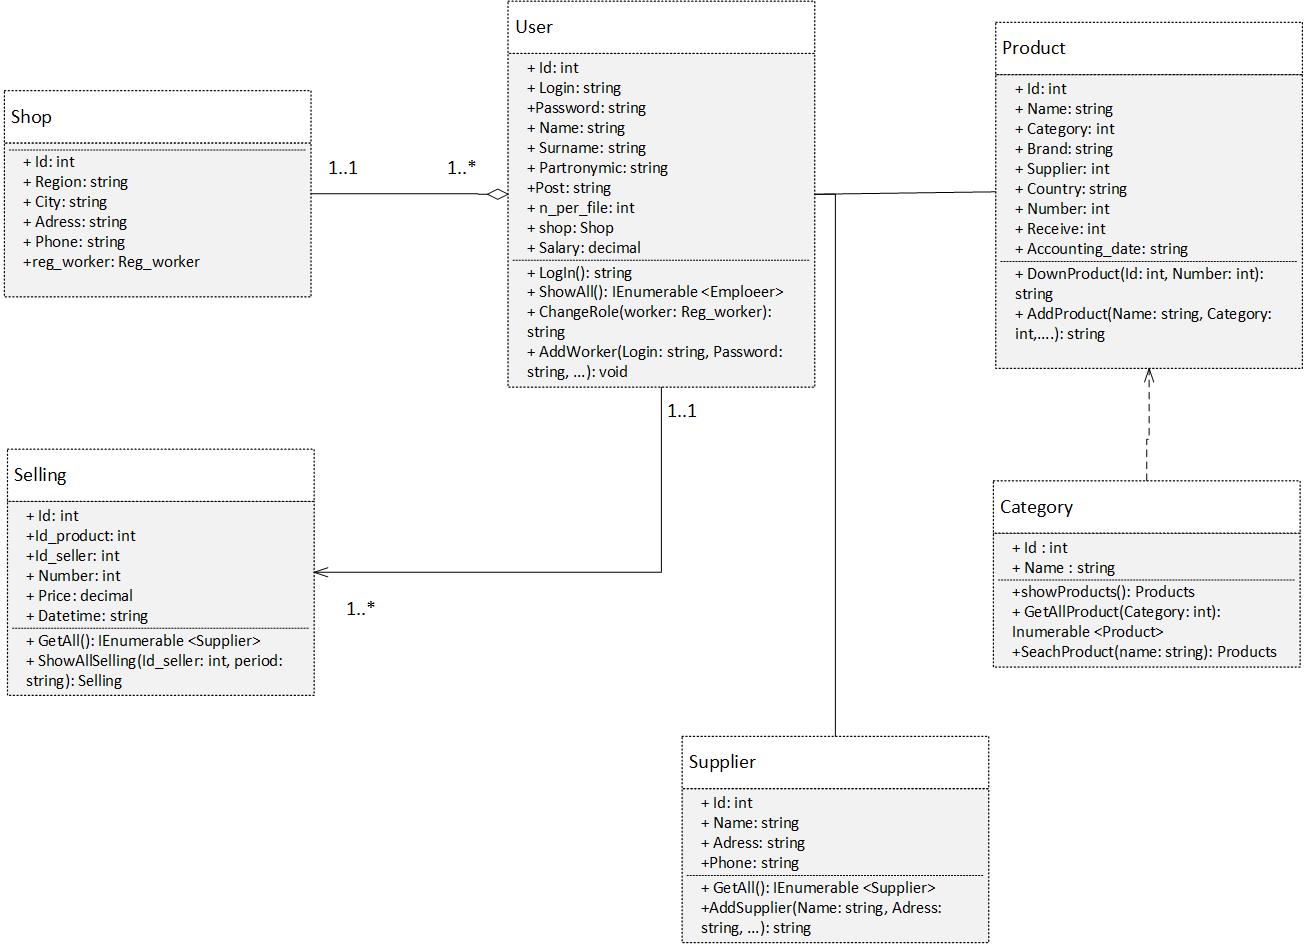 User
+ Id: int
+ Login: string
+Password: string
+ Name: string
+ Surname: string
+ Partronymic: string
+Post: string
+ n_per_file: int
+ shop: Shop
+ Salary: decimal
+ LogIn(): string
+ ShowAll(): IEnumerable <Emploeer>
+ ChangeRole(worker: Reg_worker):
string
+ AddWorker(Login: string, Password:
string, ...): void
Product
+ Id: int
+ Name: string
+ Category: int
+ Brand: string
+ Supplier: int
+ Country: string
+ Number: int
+ Receive: int
+ Accounting_date: string
+ DownProduct(Id: int, Number: int):
string
+ AddProduct(Name: string, Category:
int,....): string
Shop
+ Id: int
+ Region: string
+ City: string
+ Adress: string
+ Phone: string
+reg_worker: Reg_worker
1..1
1..*
1..1
1..*
Selling
+ Id: int
+Id_product: int
+Id_seller: int
+ Number: int
+ Price: decimal
+ Datetime: string
+ GetAll(): IEnumerable <Supplier>
+ ShowAllSelling(Id_seller: int, period:
string): Selling
Category
+ Id : int
+ Name : string
+showProducts(): Products
+ GetAllProduct(Category: int):
Inumerable <Product>
+SeachProduct(name: string): Products
Supplier
+ Id: int
+ Name: string
+ Adress: string
+Phone: string
+ GetAll(): IEnumerable <Supplier>
+AddSupplier(Name: string, Adress:
string, ...): string